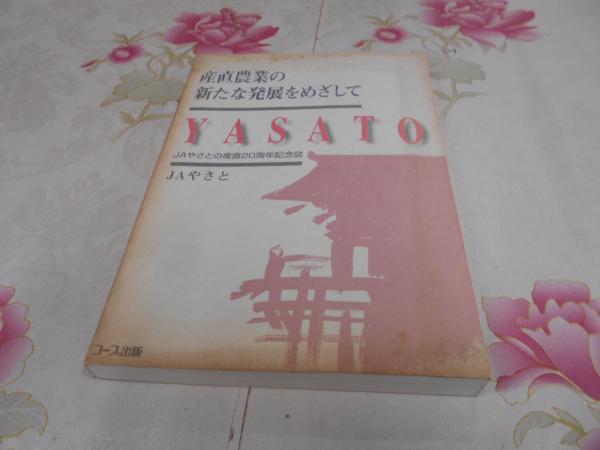 産直農業の
新たな発展をめざして
YASATO
JAやさとの産直20周年記念誌
JAやさと
コープ出版